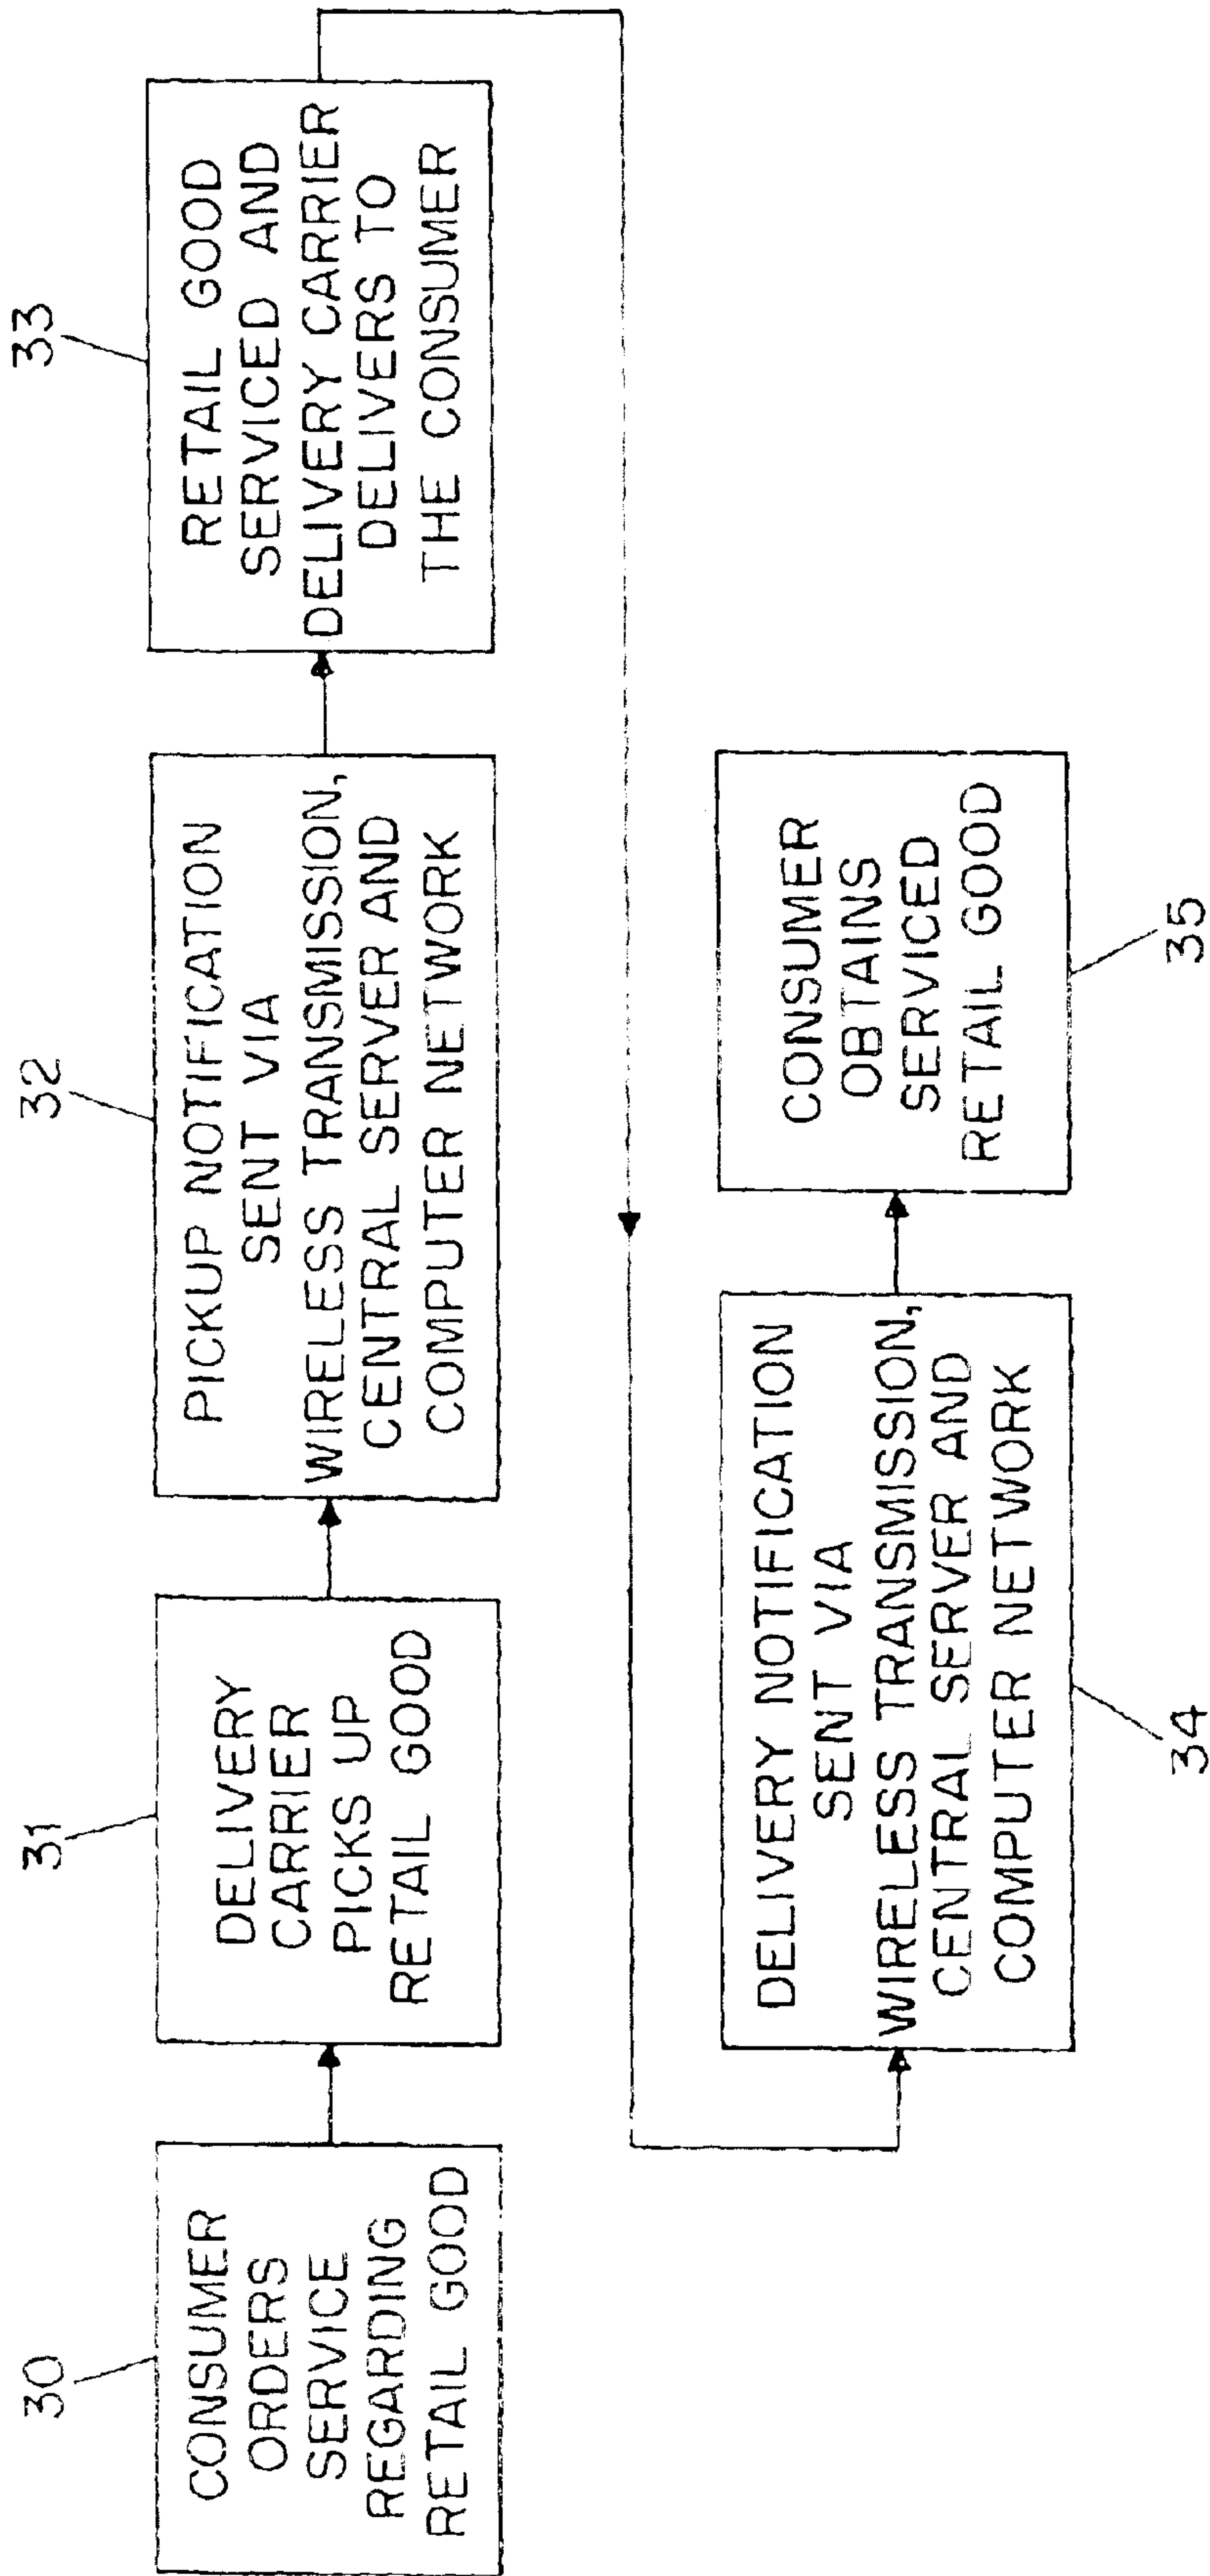 30
CONSUMER
ORDERS
SERVICE
REGARDING
RETAIL GOOD
31
DELIVERY
CARRIER
PICKS UP
RETAIL GOOD
32
PICKUP NOTIFICATION
SENT VIA
WIRELESS TRANSMISSION,
CENTRAL SERVER AND
COMPUTER NETWORK
33
RETAIL GOOD
SERVICED AND
DELIVERY CARRIER
DELIVERS TO
THE CONSUMER
DELIVERY NOTIFICATION
SENT VIA
WIRELESS TRANSMISSION,
CENTRAL SERVER AND
COMPUTER NETWORK
34
CONSUMER
OBTAINS
SERVICED
RETAIL GOOD
35